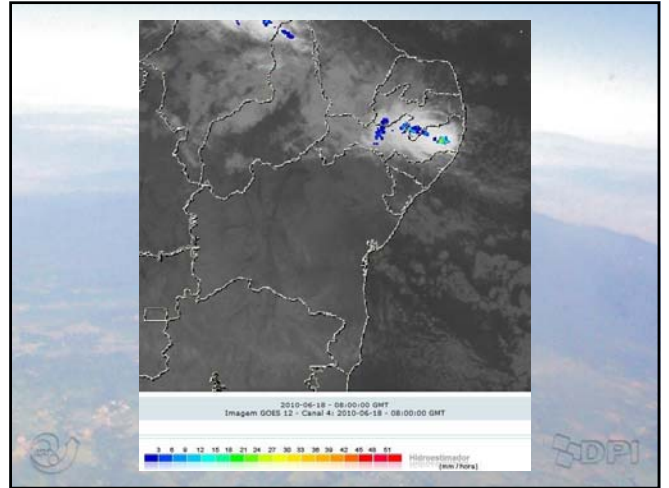 2010-06-18 - 08:00:00 GMT
Imagem GOES 12 - Canal 4: 2010-06-18 - 08:00:00 GMT
3 6 9 12 15 18 21 24 27 30 33 36 39 42 45 48 51
Hidroestimador
(mm/hora)
DPI